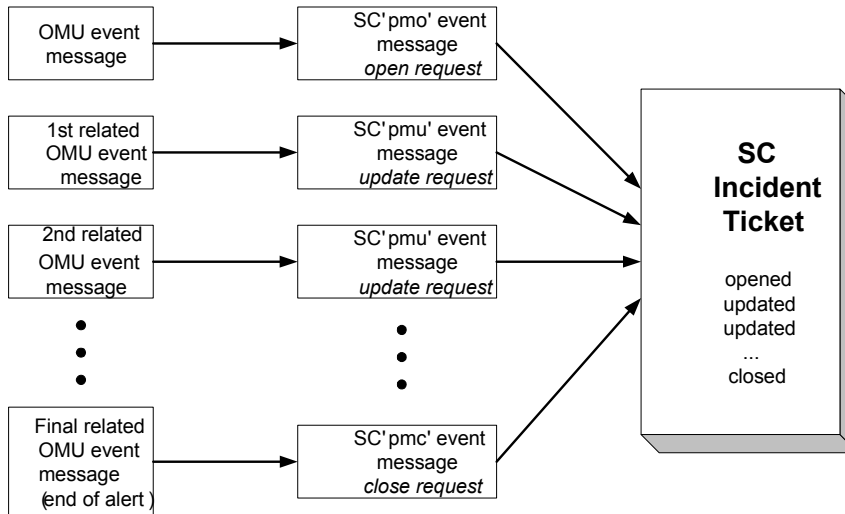 OMU event
message
SC'pmo' event
message
open request
1st related
OMU event
message
SC'pmu' event
message
update request
2nd related
OMU event
message
SC'pmu' event
message
update request
Final related
OMU event
message
(end of alert)
SC'pmc' event
message
close request
SC
Incident
Ticket
opened
updated
updated
...
closed